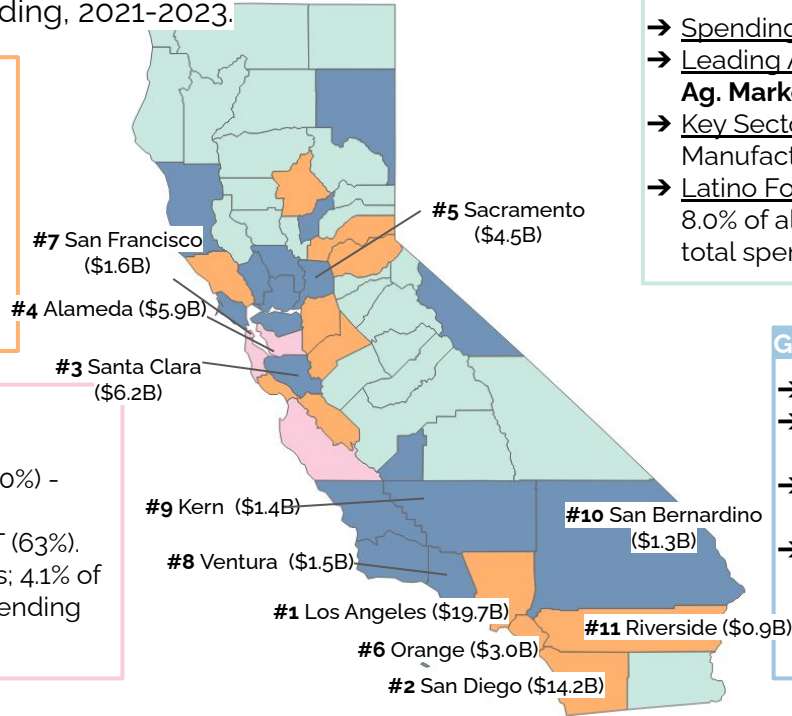 ding, 2021-2023.
→ Spending
→ Leading A
Ag. Mark
→ Key Sect
Manufact
→ Latino Fo
8.0% of al
total spe
#5 Sacramento
($4.5B)
#7 San Francisco
($1.6B)
#4 Alameda ($5.9B)
#3 Santa Clara
($6.2B)
G
→
→
→
→
0%) -
T (63%).
s; 4.1% of
ending
#9 Kern ($1.4B)
#10 San Bernardino
($1.3B)
#8 Ventura ($1.5B)
#1 Los Angeles ($19.7B)
#11 Riverside ($0.9B)
#6 Orange ($3.0B)
#2 San Diego ($14.2B)